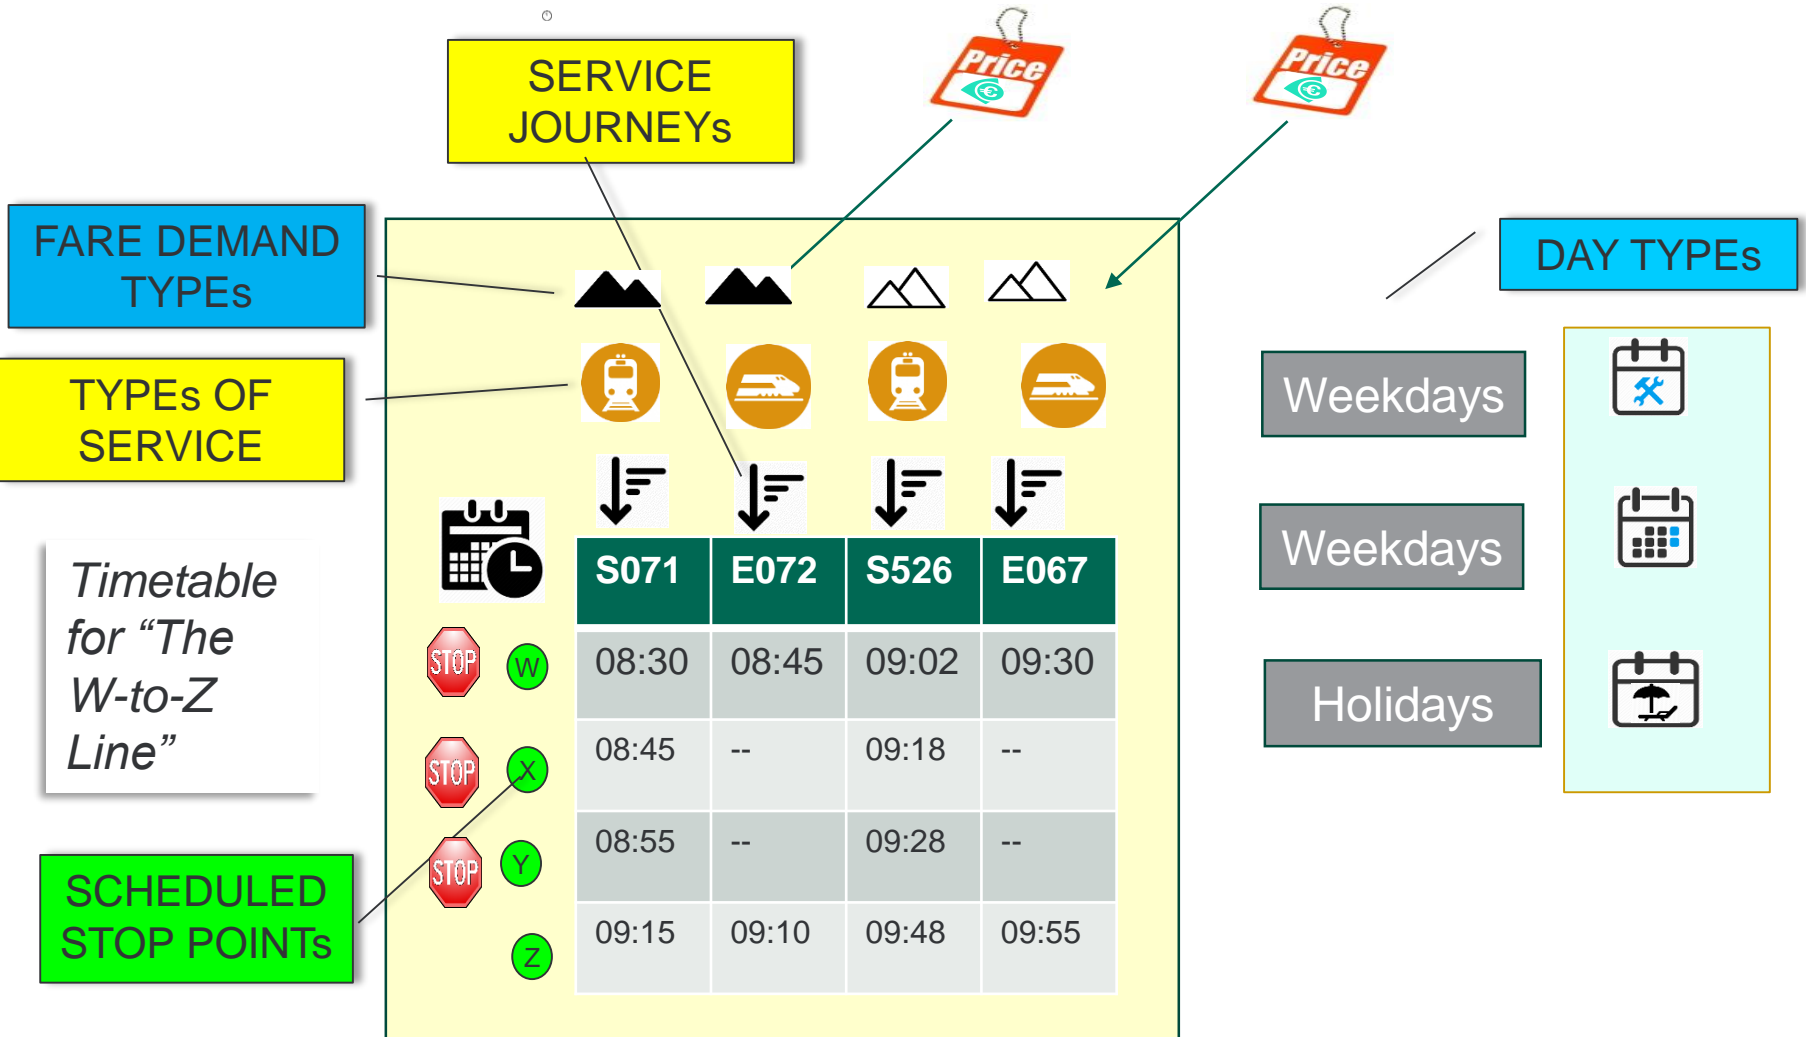 SERVICE
JOURNEYs
Price
€
Price
€
FARE DEMAND
TYPEs
DAY TYPEs
TYPEs OF
SERVICE
Weekdays
Weekdays
Holidays
Timetable
for “The
W-to-Z
Line”
S071 E072 S526 E067
STOP W 08:30 08:45 09:02 09:30
STOP X 08:45 -- 09:18 --
STOP Y 08:55 -- 09:28 --
Z 09:15 09:10 09:48 09:55
SCHEDULED
STOP POINTs